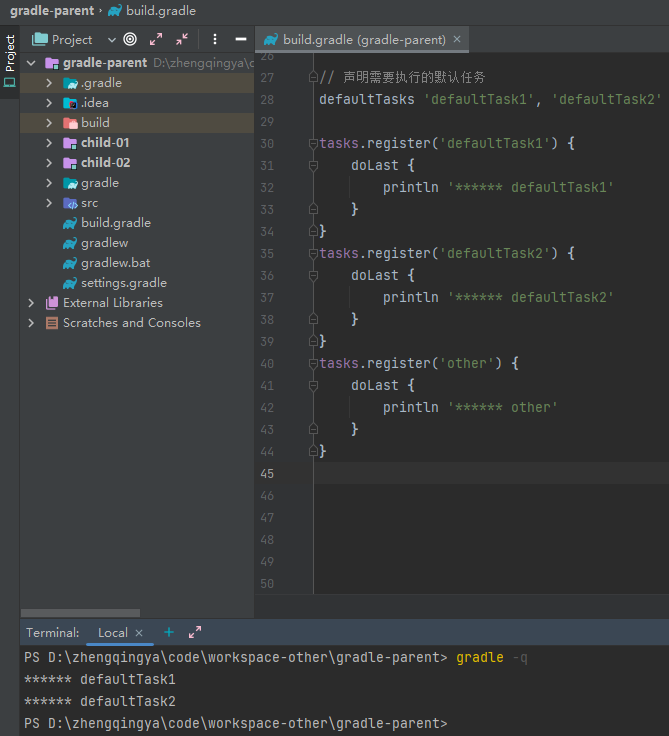 gradle-parent › build.gradle
Project
Project
build.gradle (gradle-parent)
gradle-parent D:\zhengqingya\c
.gradle
.idea
build
child-01
child-02
gradle
src
build.gradle
gradlew
gradlew.bat
settings.gradle
External Libraries
Scratches and Consoles
26
27 // 声明需要执行的默认任务
28 defaultTasks 'defaultTask1', 'defaultTask2'
29
30 tasks.register('defaultTask1') {
31     doLast {
32         println '****** defaultTask1'
33     }
34 }
35 tasks.register('defaultTask2') {
36     doLast {
37         println '****** defaultTask2'
38     }
39 }
40 tasks.register('other') {
41     doLast {
42         println '****** other'
43     }
44 }
45
46
47
48
49
50
Terminal: Local
PS D:\zhengqingya\code\workspace-other\gradle-parent> gradle -q
****** defaultTask1
****** defaultTask2
PS D:\zhengqingya\code\workspace-other\gradle-parent>